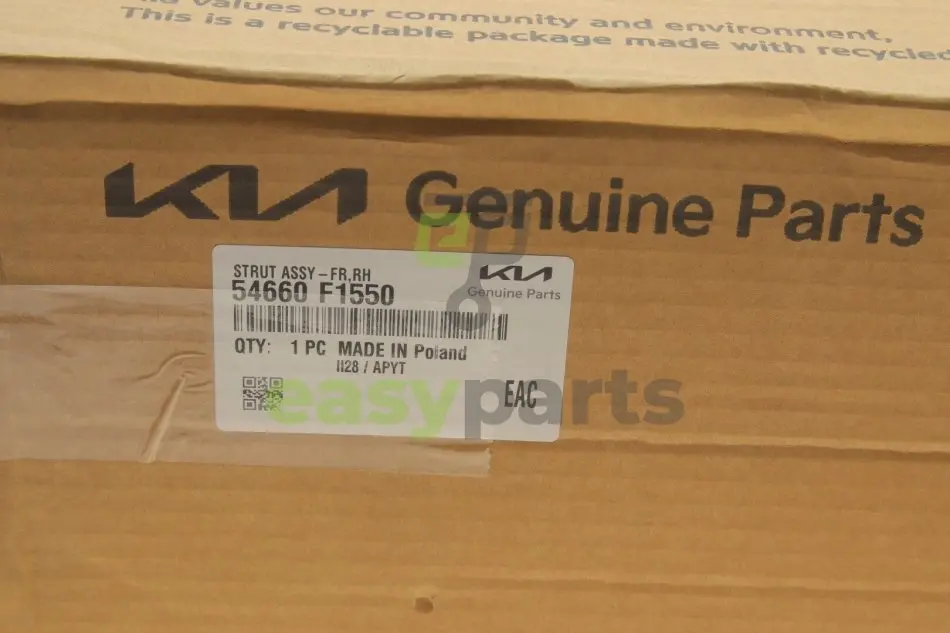 values our community and environment,
This is a recyclable package made with recycled
KIA Genuine Parts
STRUT ASSY-FR,RH
54660 F1550
KIA
Genuine Parts
QTY: 1 PC MADE IN Poland
II28 / APYT
EAC
easyparts